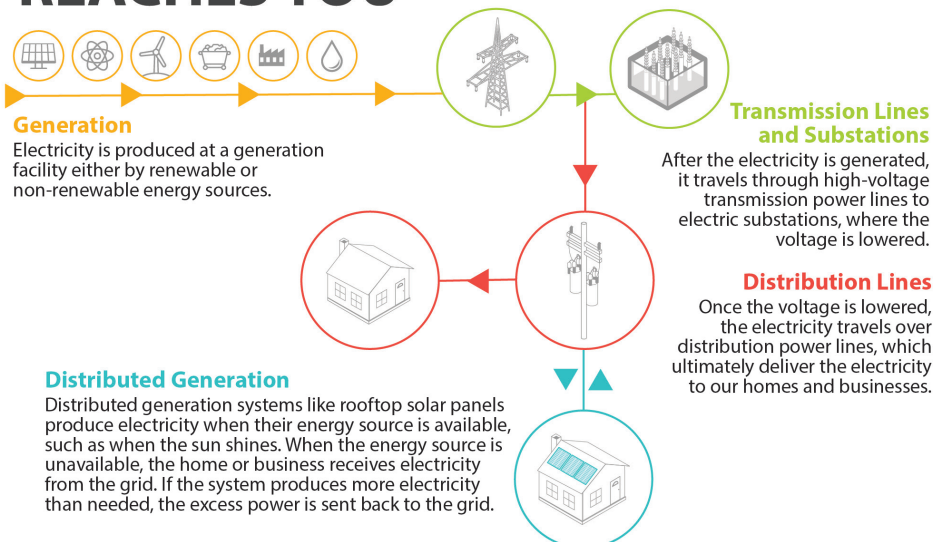 REACHES YOU
Generation
Electricity is produced at a generation
facility either by renewable or
non-renewable energy sources.
Transmission Lines
and Substations
After the electricity is generated,
it travels through high-voltage
transmission power lines to
electric substations, where the
voltage is lowered.
Distribution Lines
Once the voltage is lowered,
the electricity travels over
distribution power lines, which
ultimately deliver the electricity
to our homes and businesses.
Distributed Generation
Distributed generation systems like rooftop solar panels
produce electricity when their energy source is available,
such as when the sun shines. When the energy source is
unavailable, the home or business receives electricity
from the grid. If the system produces more electricity
than needed, the excess power is sent back to the grid.